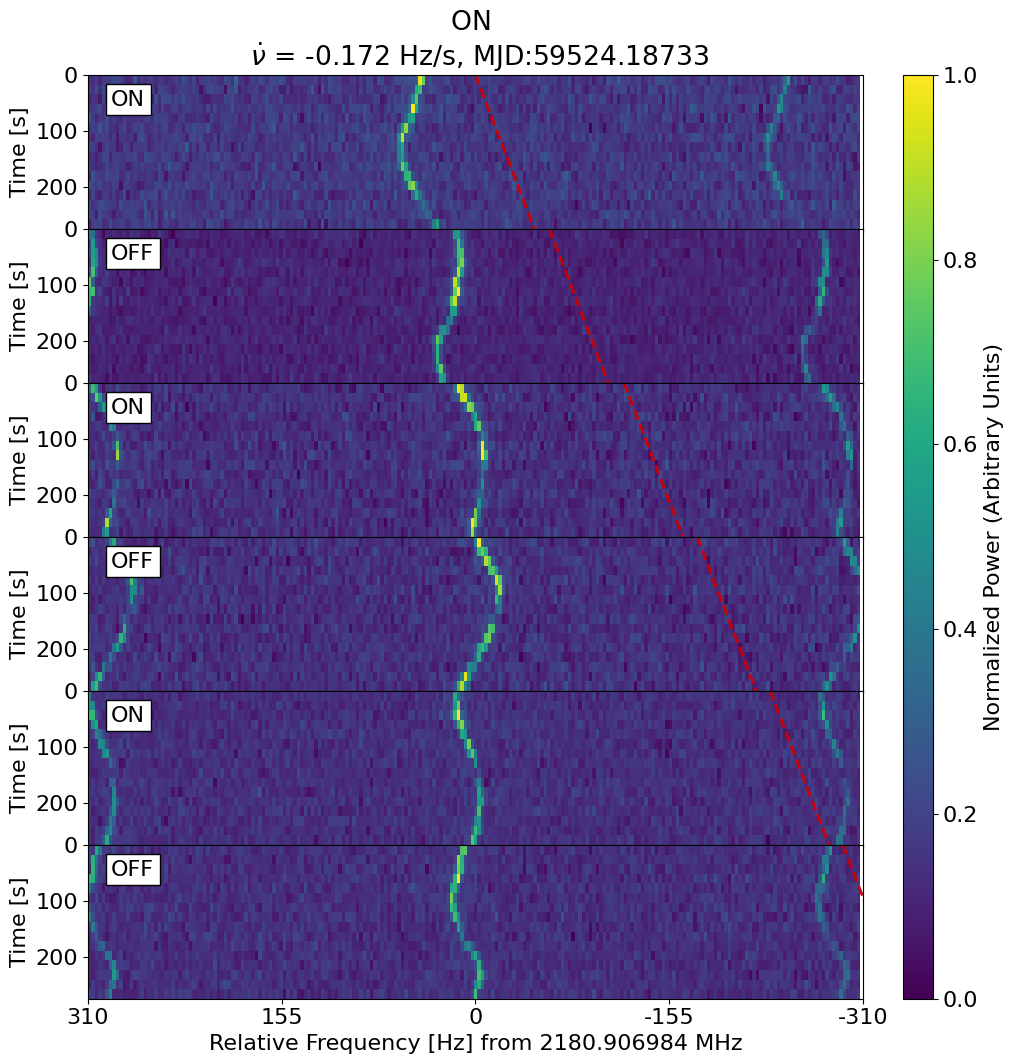 ON
ν̇ = -0.172 Hz/s, MJD:59524.18733
0
ON
100
200
Time [s]
0
OFF
100
200
Time [s]
0
ON
100
200
Time [s]
0
OFF
100
200
Time [s]
0
ON
100
200
Time [s]
0
OFF
100
200
Time [s]
310 155 0 -155 -310
Relative Frequency [Hz] from 2180.906984 MHz
1.0
0.8
0.6
0.4
0.2
0.0
Normalized Power (Arbitrary Units)